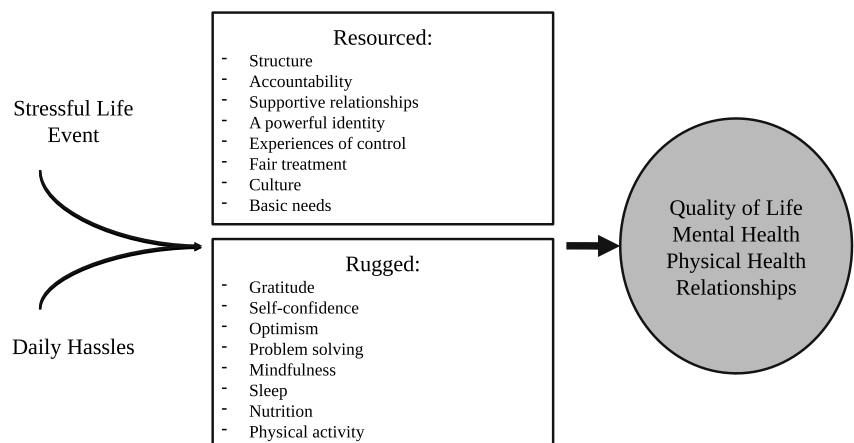 Stressful Life
Event
Daily Hassles
Resourced:
- Structure
- Accountability
- Supportive relationships
- A powerful identity
- Experiences of control
- Fair treatment
- Culture
- Basic needs
Rugged:
- Gratitude
- Self-confidence
- Optimism
- Problem solving
- Mindfulness
- Sleep
- Nutrition
- Physical activity
Quality of Life
Mental Health
Physical Health
Relationships